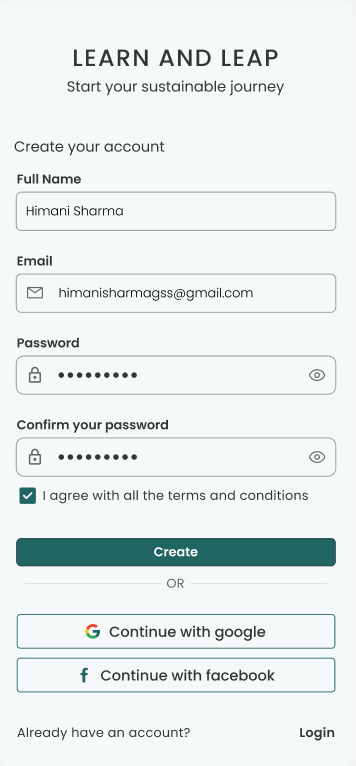 LEARN AND LEAP
Start your sustainable journey
Create your account
Full Name
Himani Sharma
Email
himanisharmagss@gmail.com
Password
•••••••••
Confirm your password
•••••••••
I agree with all the terms and conditions
Create
OR
Continue with google
Continue with facebook
Already have an account? Login